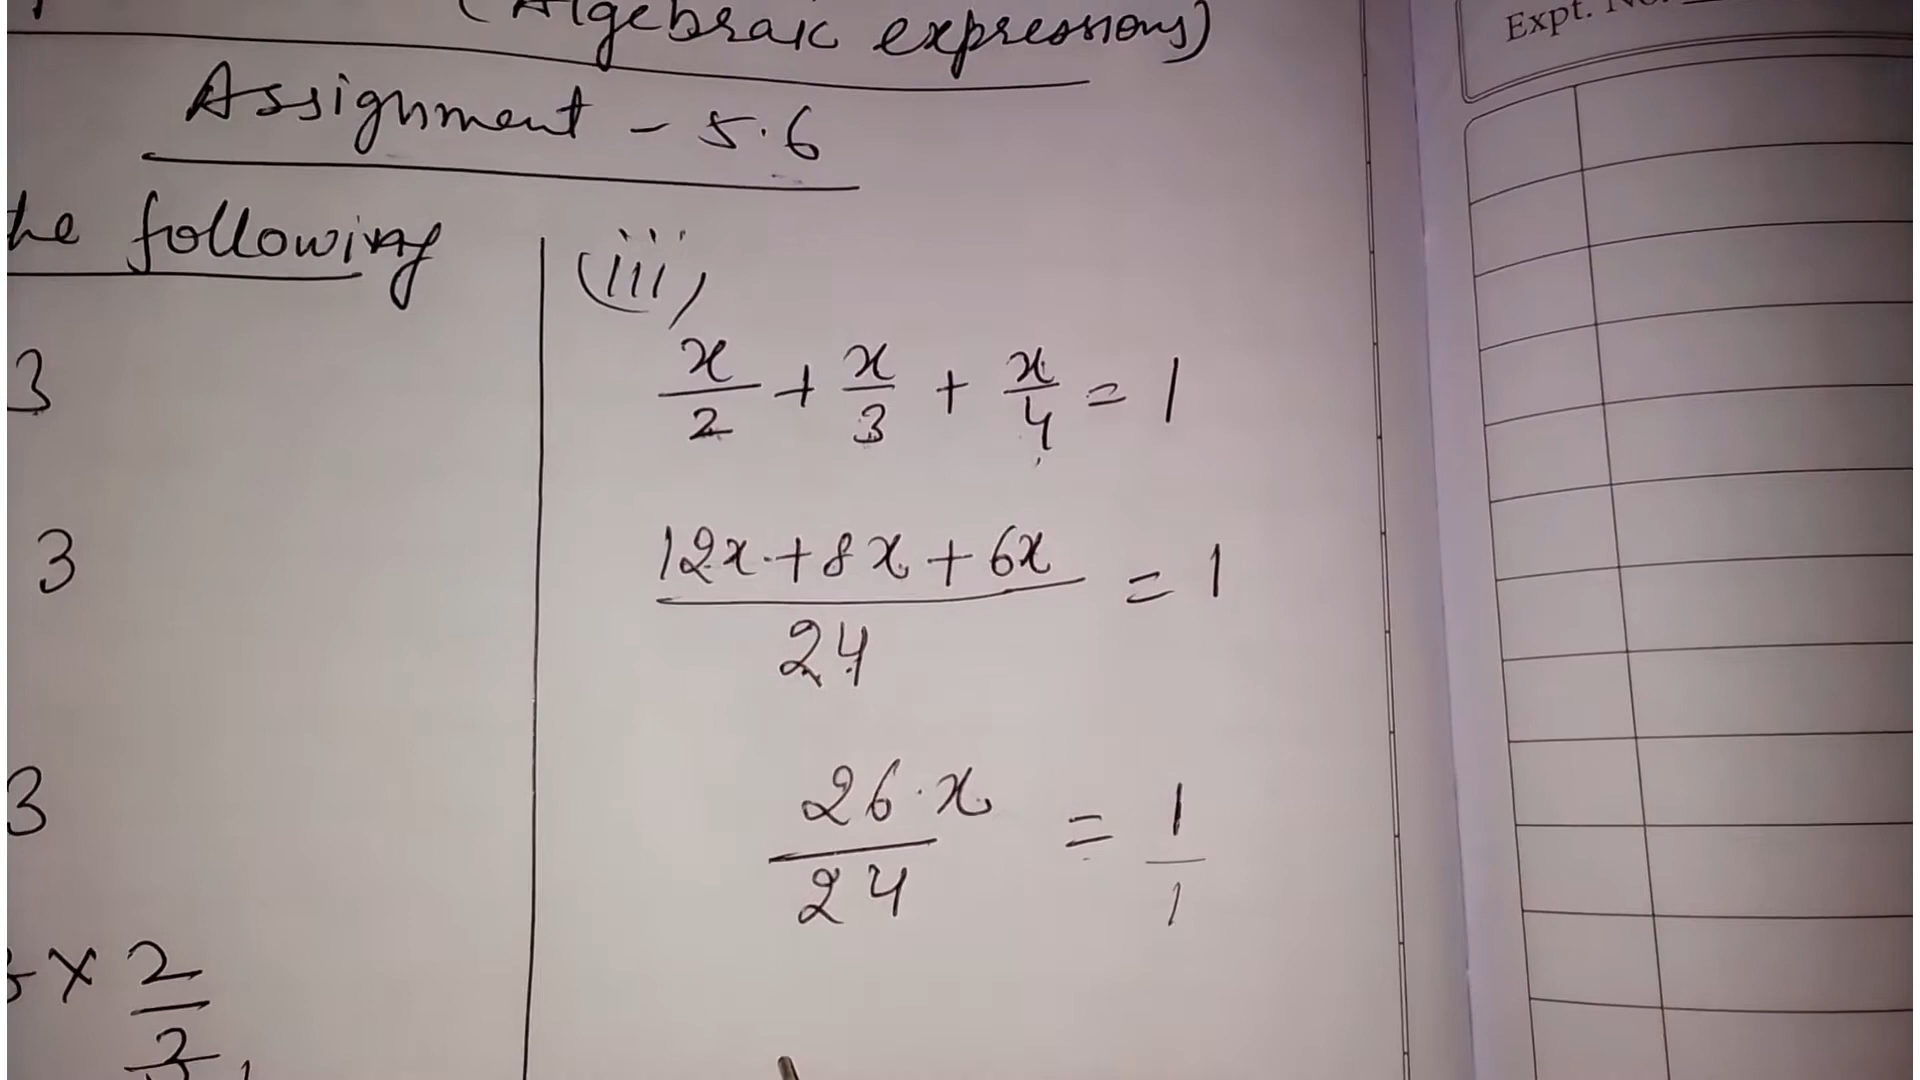 (Algebraic expressions)
Expt. No.
Assignment - 5.6
he following
3
3
3
x 2/3
(iii)
x/2 + x/3 + x/4 = 1
12x + 8x + 6x / 24 = 1
26x / 24 = 1/1